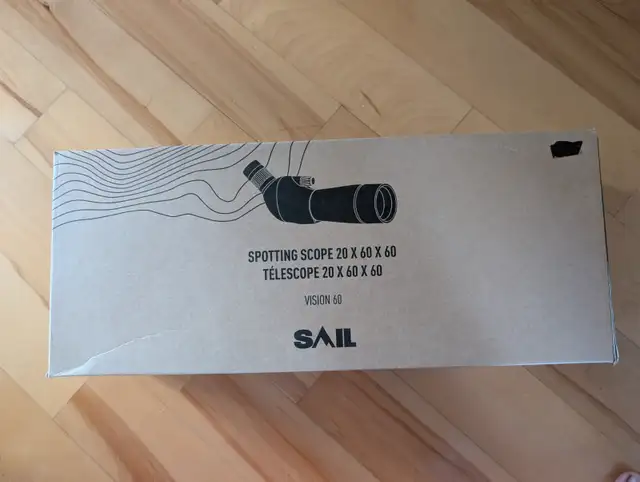 SPOTTING SCOPE 20 X 60 X 60
TÉLESCOPE 20 X 60 X 60
VISION 60
SAIL